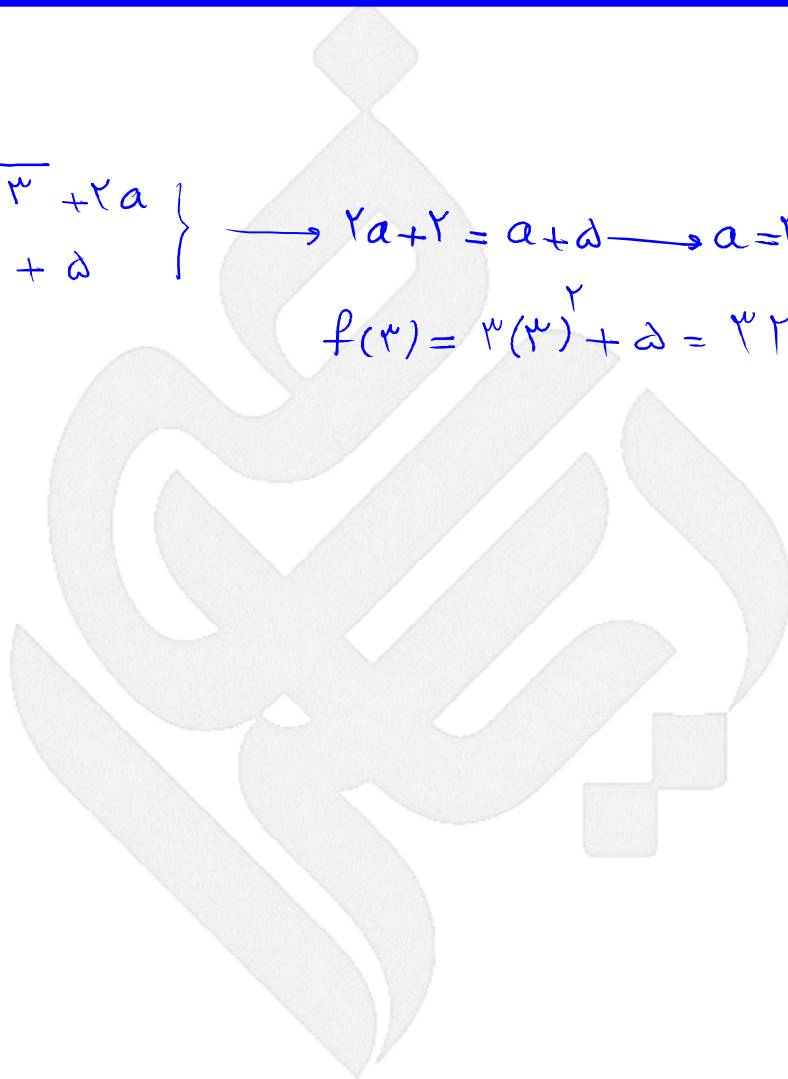 ۳ +۲a } → ۲a+۲ = a+۵ → a =
+ ۵
f(۳) = ۳(۳)^۲ + ۵ = ۳۲